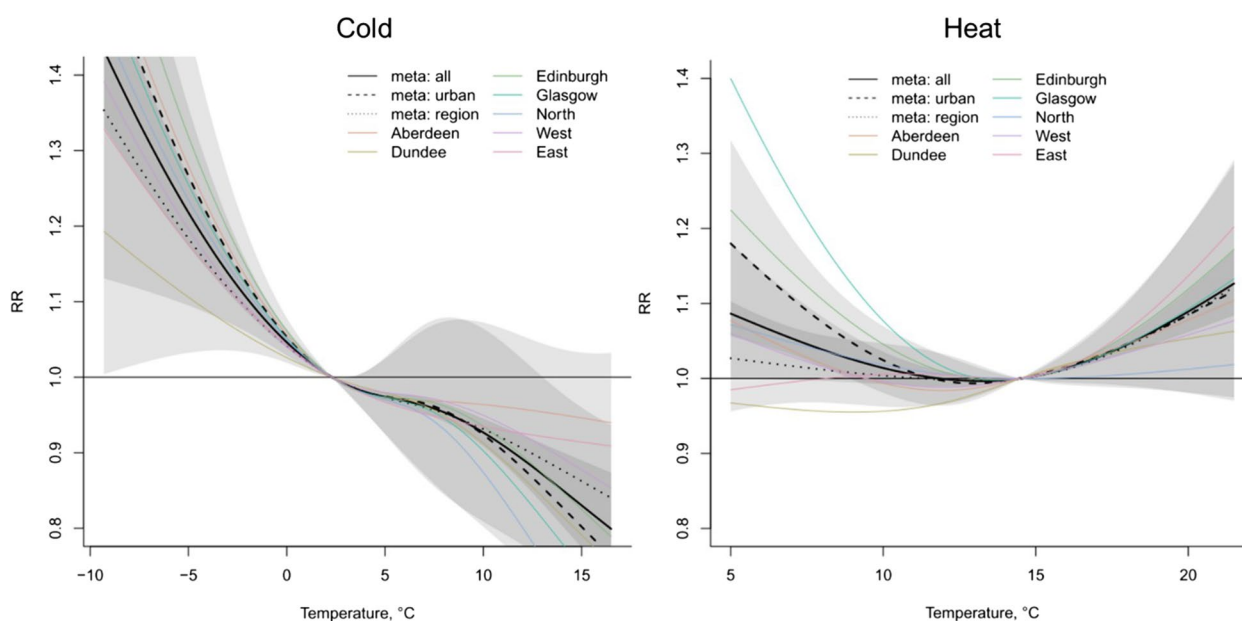 Cold
RR
1.4
1.3
1.2
1.1
1.0
0.9
0.8
meta: all
meta: urban
meta: region
Aberdeen
Dundee
Edinburgh
Glasgow
North
West
East
−10 −5 0 5 10 15
Temperature, °C
Heat
RR
1.4
1.3
1.2
1.1
1.0
0.9
0.8
meta: all
meta: urban
meta: region
Aberdeen
Dundee
Edinburgh
Glasgow
North
West
East
5 10 15 20
Temperature, °C